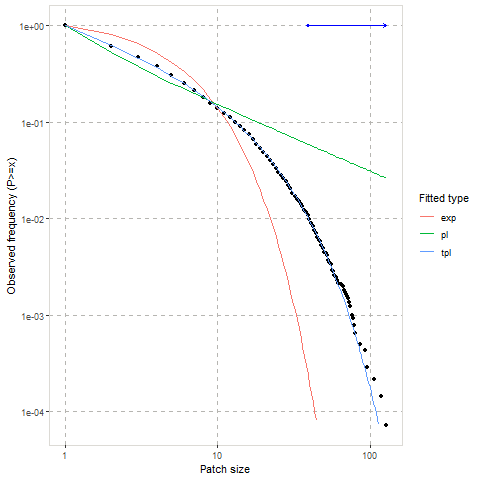 1e+00
1e-01
1e-02
1e-03
1e-04
Observed frequency (P>=x)
1
10
100
Patch size
Fitted type
exp
pl
tpl